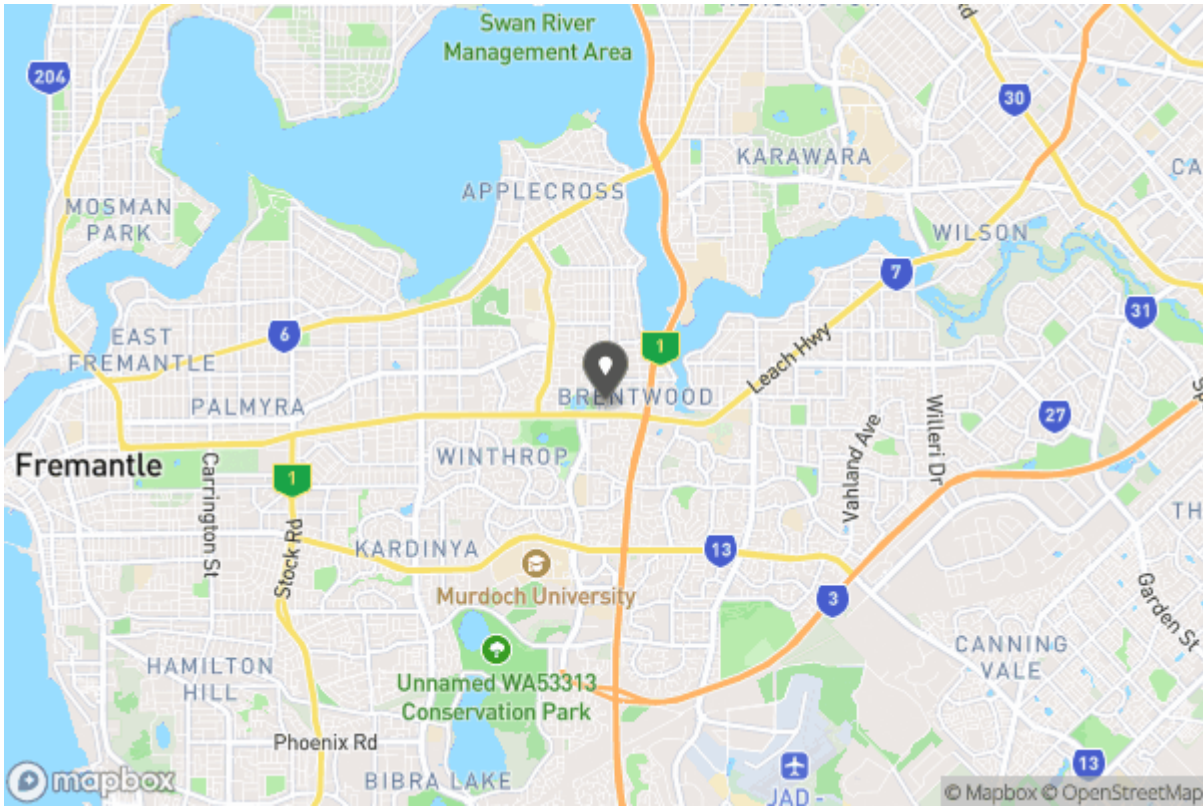 Swan River
Management Area
204
30
KARAWARA
APPLECROSS
MOSMAN
PARK
WILSON
7
31
EAST
FREMANTLE
6
1
Leach Hwy
BRENTWOOD
PALMYRA
27
Willeri Dr
Vahland Ave
WINTHROP
Fremantle
Carrington St
1
Stock Rd
KARDINYA
13
Murdoch University
3
Garden St
HAMILTON
HILL
CANNING
VALE
Unnamed WA53313
Conservation Park
Phoenix Rd
BIBRA LAKE
13
JAD -
mapbox
© Mapbox © OpenStreetMap